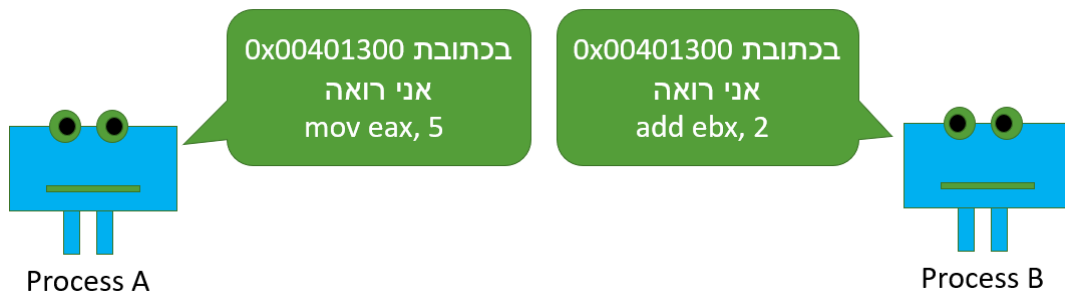 בכתובת 0x00401300
אני רואה
mov eax, 5
בכתובת 0x00401300
אני רואה
add ebx, 2
Process A
Process B